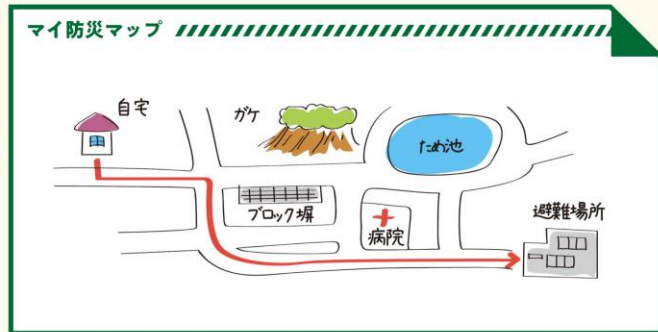 マイ防災マップ
自宅
ガケ
ため池
ブロック塀
病院
避難場所